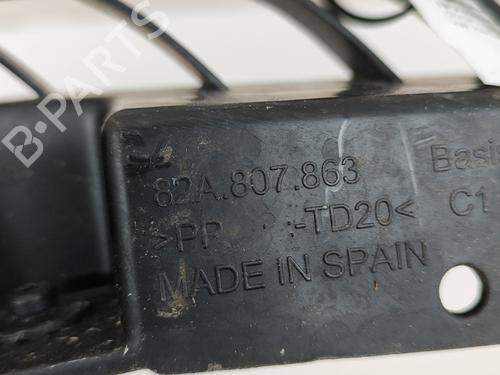 B-PARTS
82A.807.863 Basis
>PP :-TD20< C1
MADE IN SPAIN